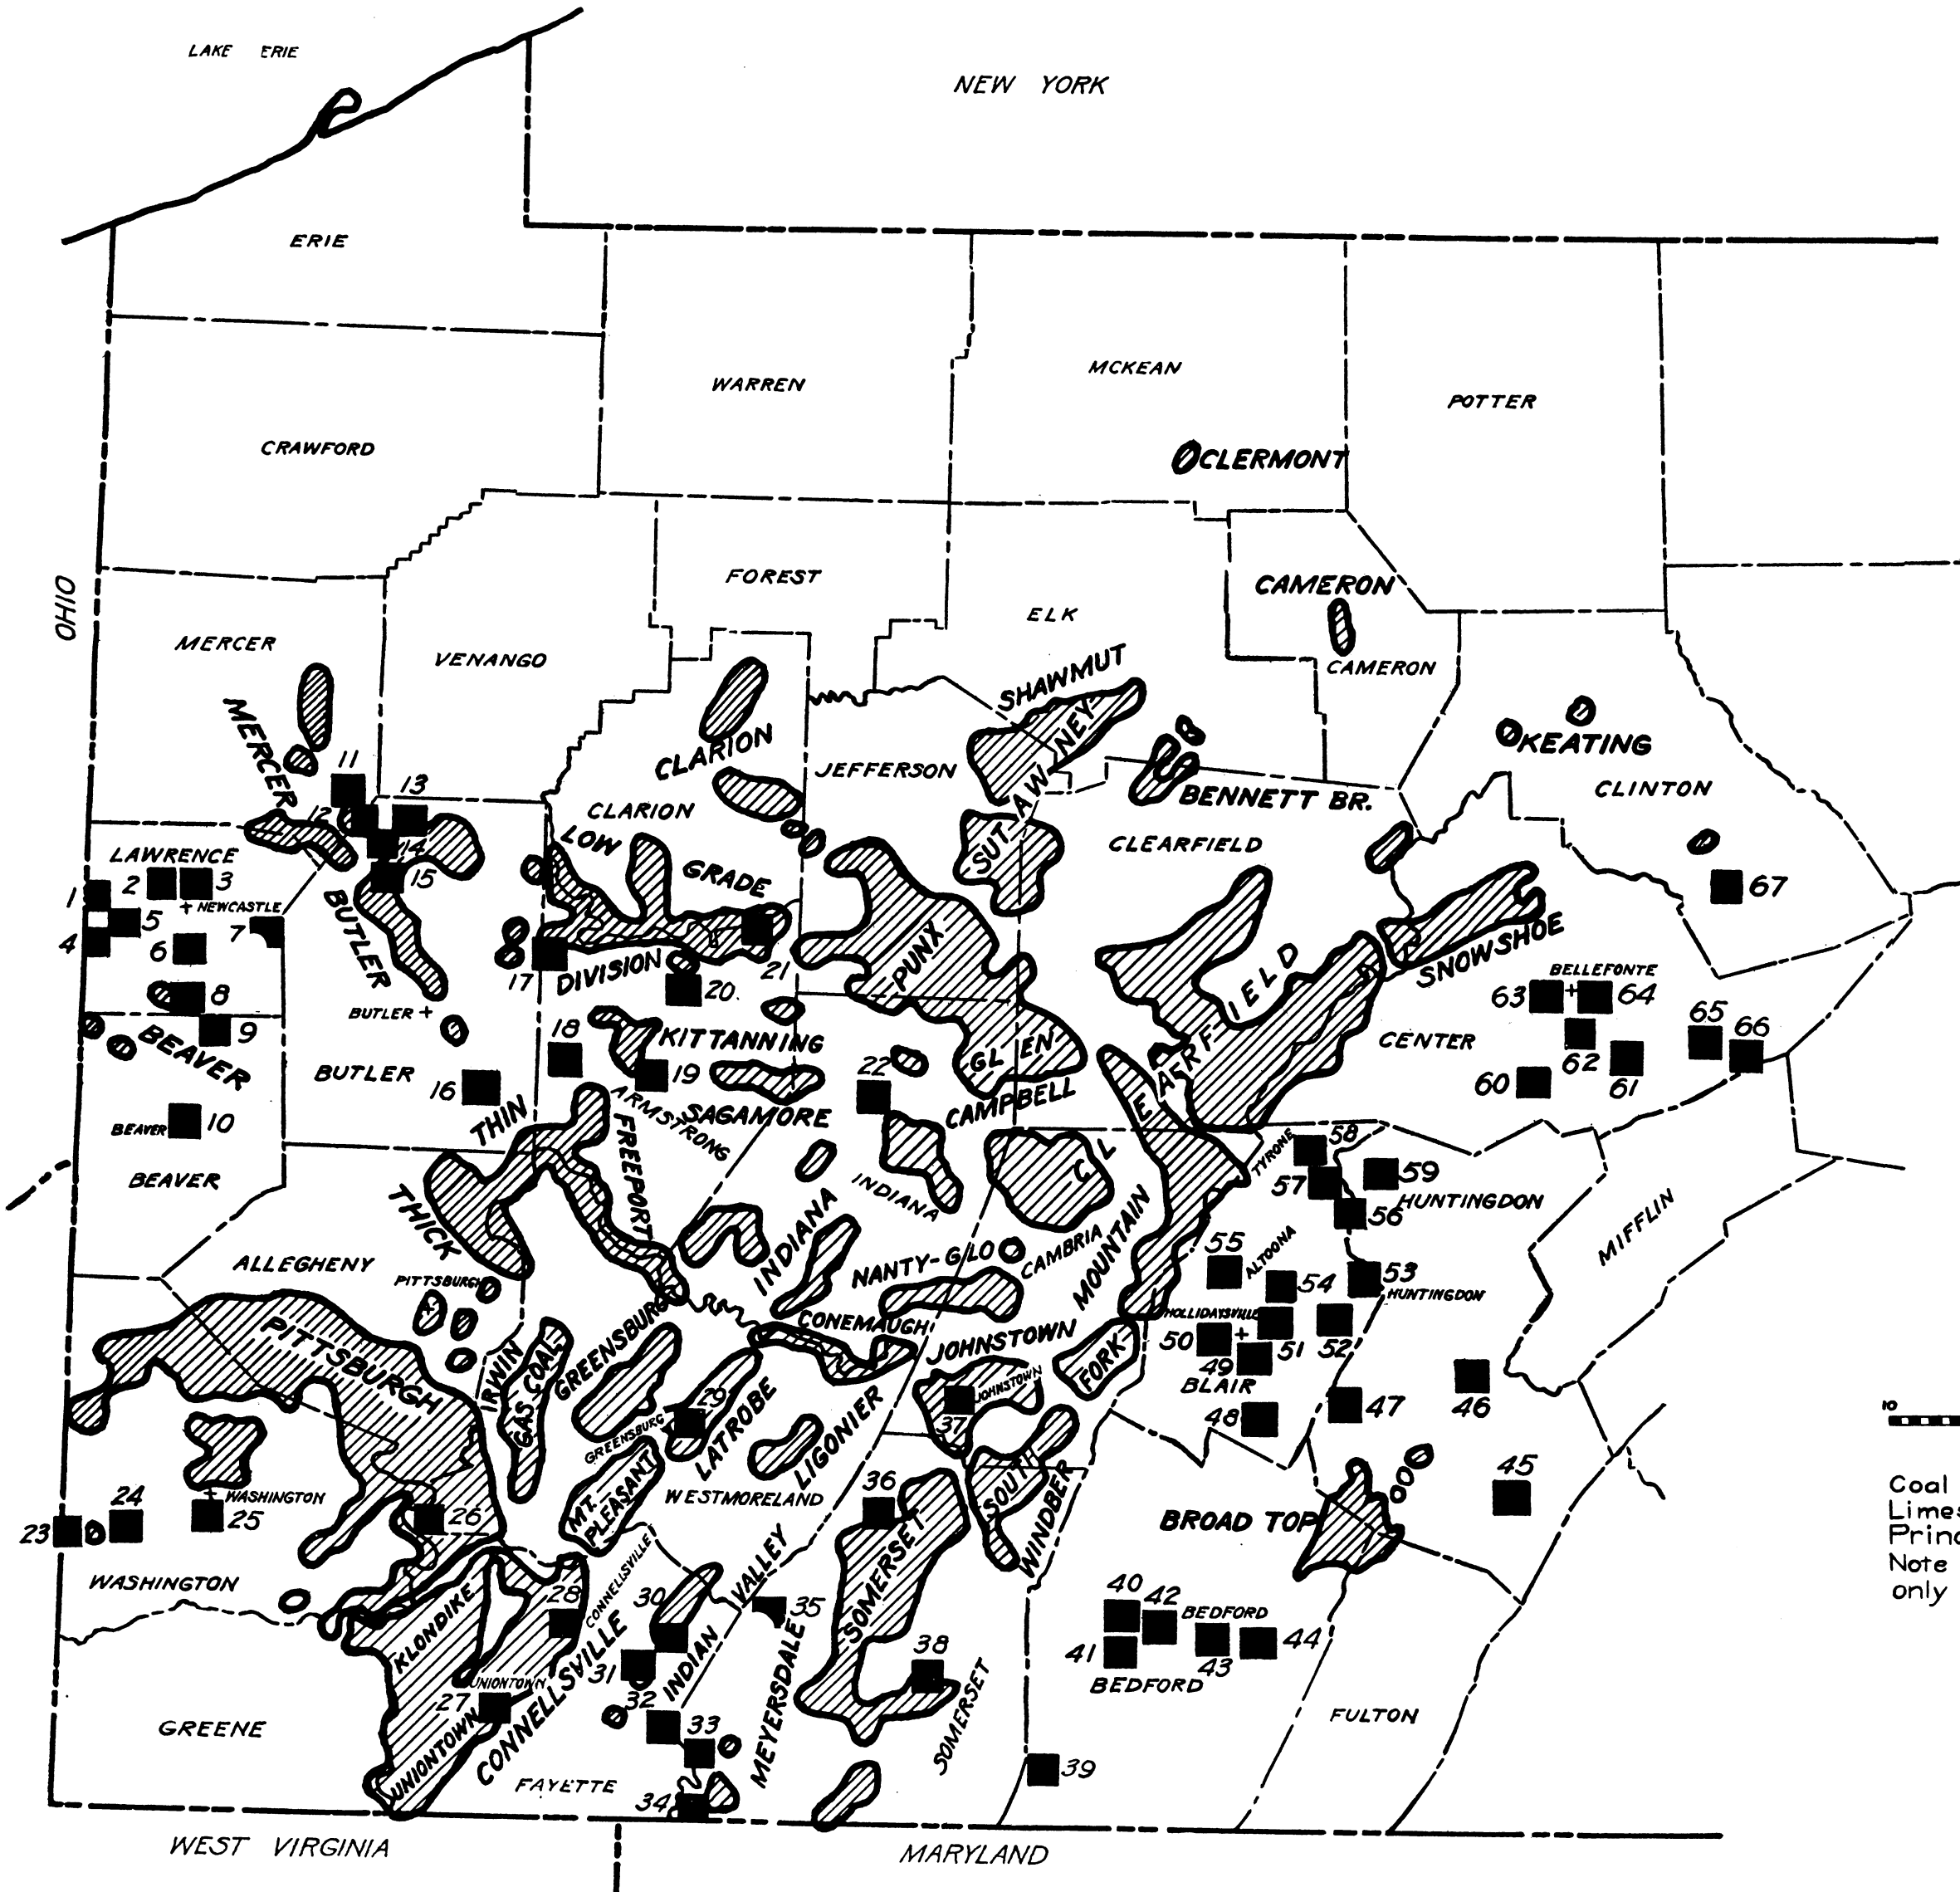 LAKE ERIE
NEW YORK
ERIE
WARREN
MCKEAN
POTTER
CRAWFORD
CLERMONT
OHIO
FOREST
CAMERON
ELK
MERCER
VENANGO
CAMERON
SHAWMUT
MERCER
CLARION
JEFFERSON
KEATING
CLINTON
11
13
12
CLARION
BENNETT BR.
SUTAWNEY
LOW
GRADE
DIVISION
CLEARFIELD
LAWRENCE
14
15
1
2
3
+ NEWCASTLE
5
4
6
7
BUTLER
PUNX
67
SNOWSHOE
17
21
20.
8
9
BUTLER +
BELLEFONTE
63
+
64
65
66
62
61
60
CENTER
BEAVER
BUTLER
16
18
KITTANNING
19
22
GLEN
CAMPBELL
CLEARFIELD
SAGAMORE
ARMSTRONG
BEAVER
10
BEAVER
THIN
FREEPORT
THICK
INDIANA
INDIANA
TYRONE
58
57
59
HUNTINGDON
56
MIFFLIN
ALLEGHENY
PITTSBURGH
NANTY-GLO
CAMBRIA
MOUNTAIN
55
ALTOONA
54
53
HUNTINGDON
PITTSBURGH
IRWIN
GAS COAL
GREENSBURG
CONEMAUGH
JOHNSTOWN
HOLLIDAYSVILLE
50
+
51
52
49
BLAIR
48
47
46
JOHNSTOWN
37
SOUTH
FORK
GREENSBURG
29
LATROBE
LIGONIER
10
WASHINGTON
23
24
25
26
MT.
PLEASANT
WESTMORELAND
36
WINDBER
BROAD TOP
45
Coal
Limes
Princ
Note
only
WASHINGTON
KLONDIKE
28
CONNELLSVILLE
30
VALLEY
35
SOMERSET
40
42
BEDFORD
41
43
44
BEDFORD
31
INDIAN
UNIONTOWN
27
32
33
MEYERSDALE
38
SOMERSET
FULTON
GREENE
UNIONTOWN
CONNELLSVILLE
FAYETTE
34
39
WEST VIRGINIA
MARYLAND